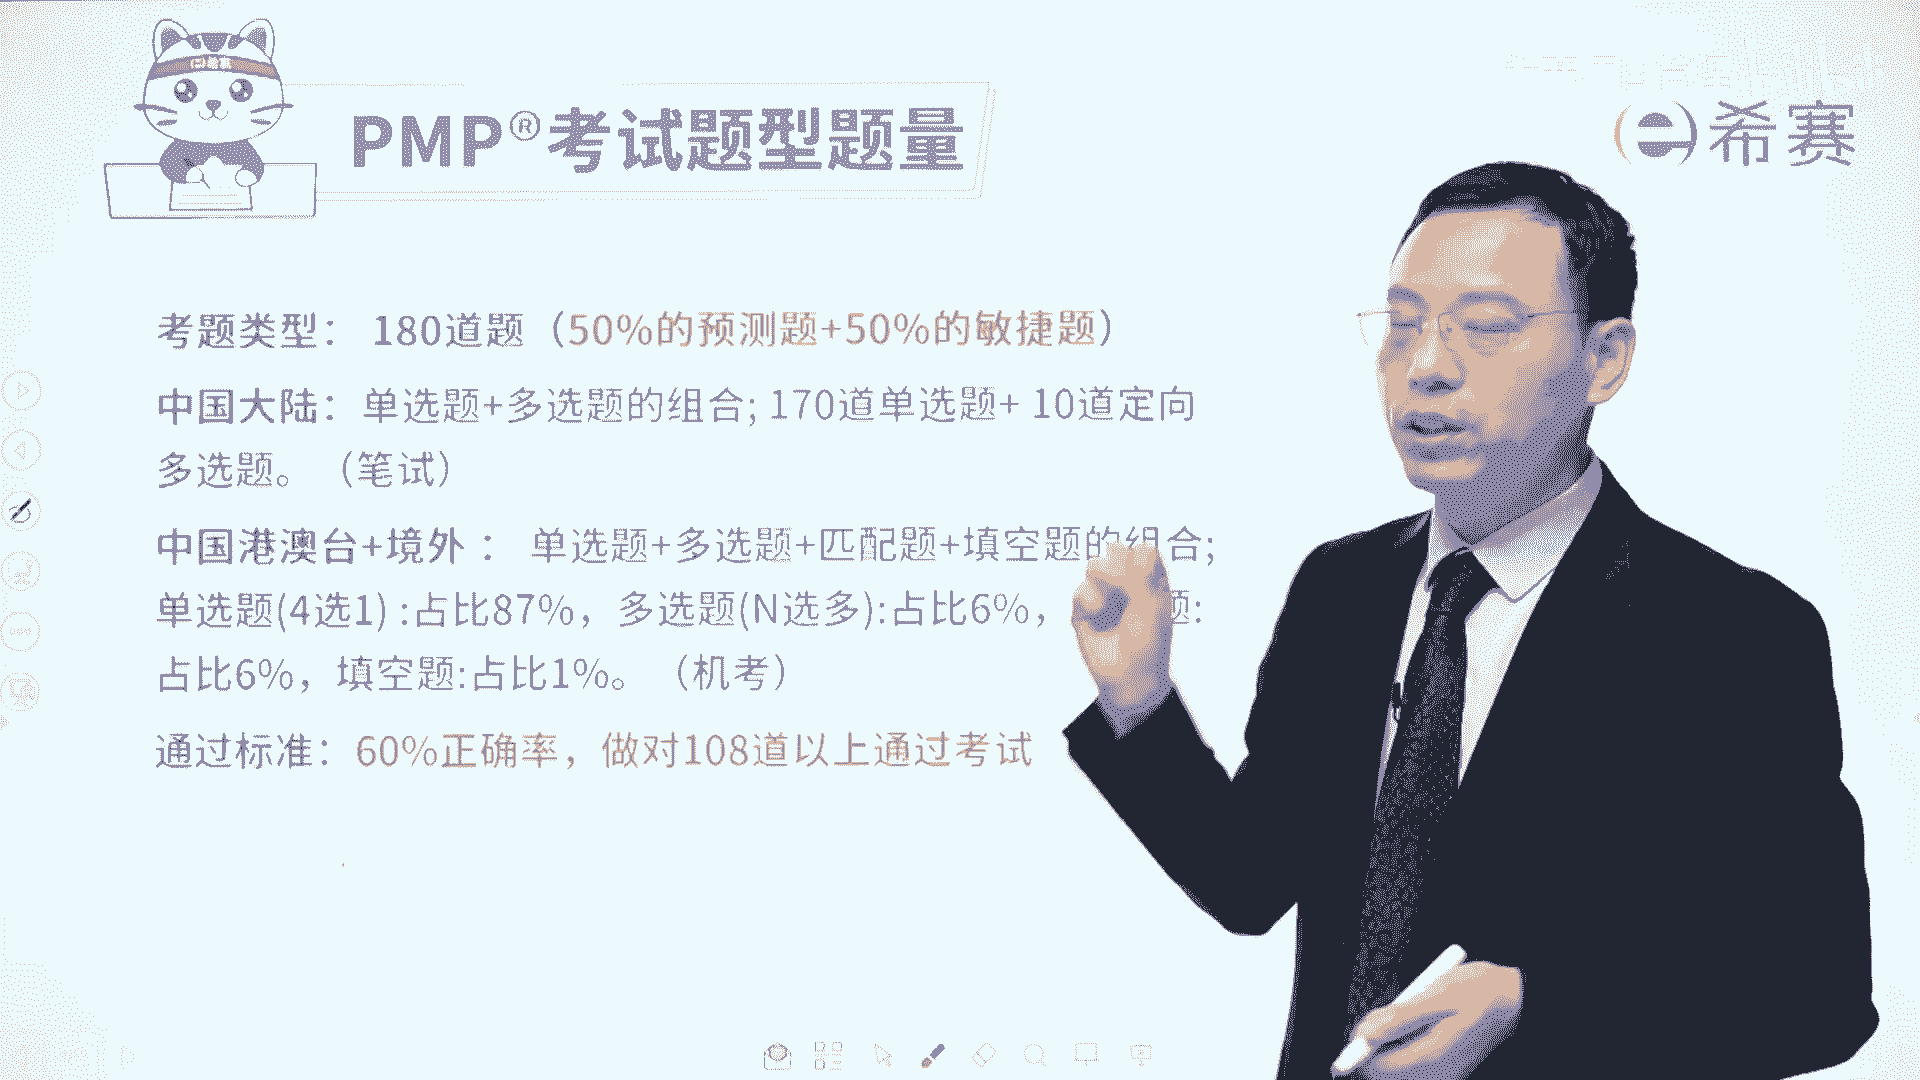 希赛
PMP®考试题型题量
希赛
考题类型： 180道题（50%的预测题+50%的敏捷题）
中国大陆：单选题+多选题的组合; 170道单选题+ 10道定向
多选题。（笔试）
中国港澳台+境外 ： 单选题+多选题+匹配题+填空题的组合;
单选题(4选1) :占比87%，多选题(N选多):占比6%， 题:
占比6%，填空题:占比1%。（机考）
通过标准：60%正确率，做对108道以上通过考试